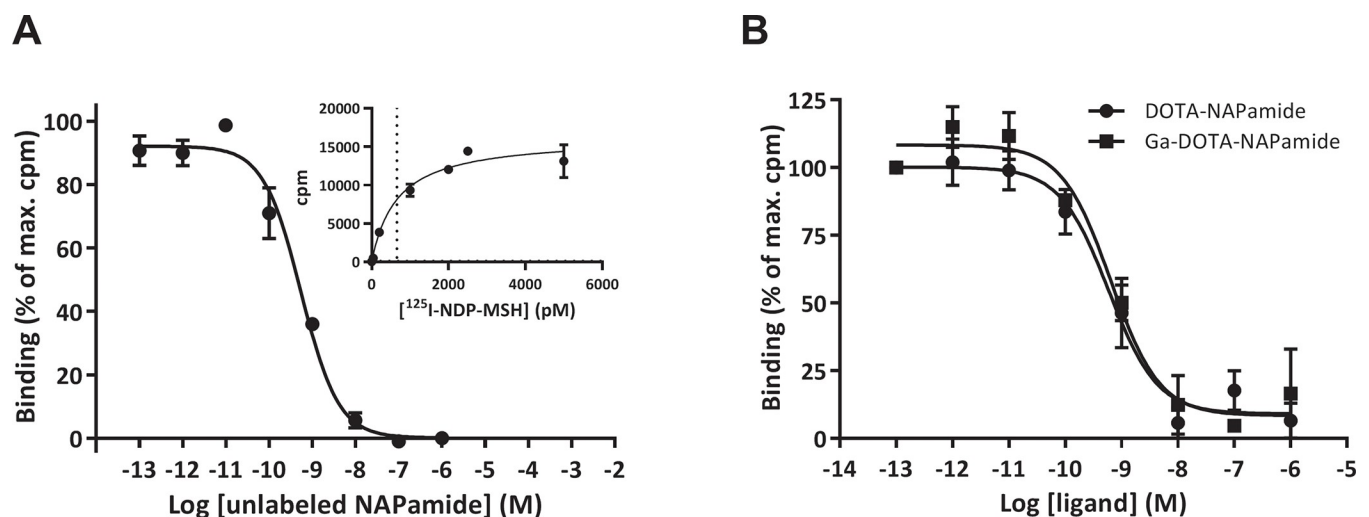 A
B
Binding (% of max. cpm)
100
80
60
40
20
0
-13 -12 -11 -10 -9 -8 -7 -6 -5 -4 -3 -2
Log [unlabeled NAPamide] (M)
cpm
20000
15000
10000
5000
0
0 2000 4000 6000
[¹²⁵I-NDP-MSH] (pM)
Binding (% of max. cpm)
125
100
75
50
25
0
-14 -13 -12 -11 -10 -9 -8 -7 -6 -5
Log [ligand] (M)
DOTA-NAPamide
Ga-DOTA-NAPamide